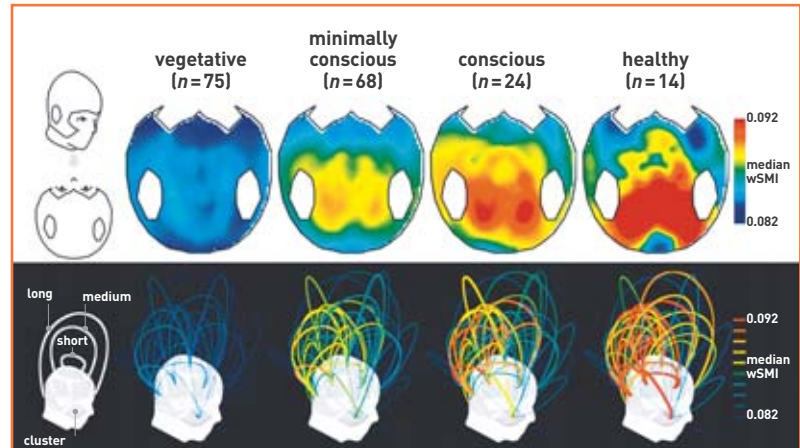 vegetative
(n=75)
minimally
conscious
(n=68)
conscious
(n=24)
healthy
(n=14)
0.092
median
wSMI
0.082
long
medium
short
cluster
0.092
median
wSMI
0.082